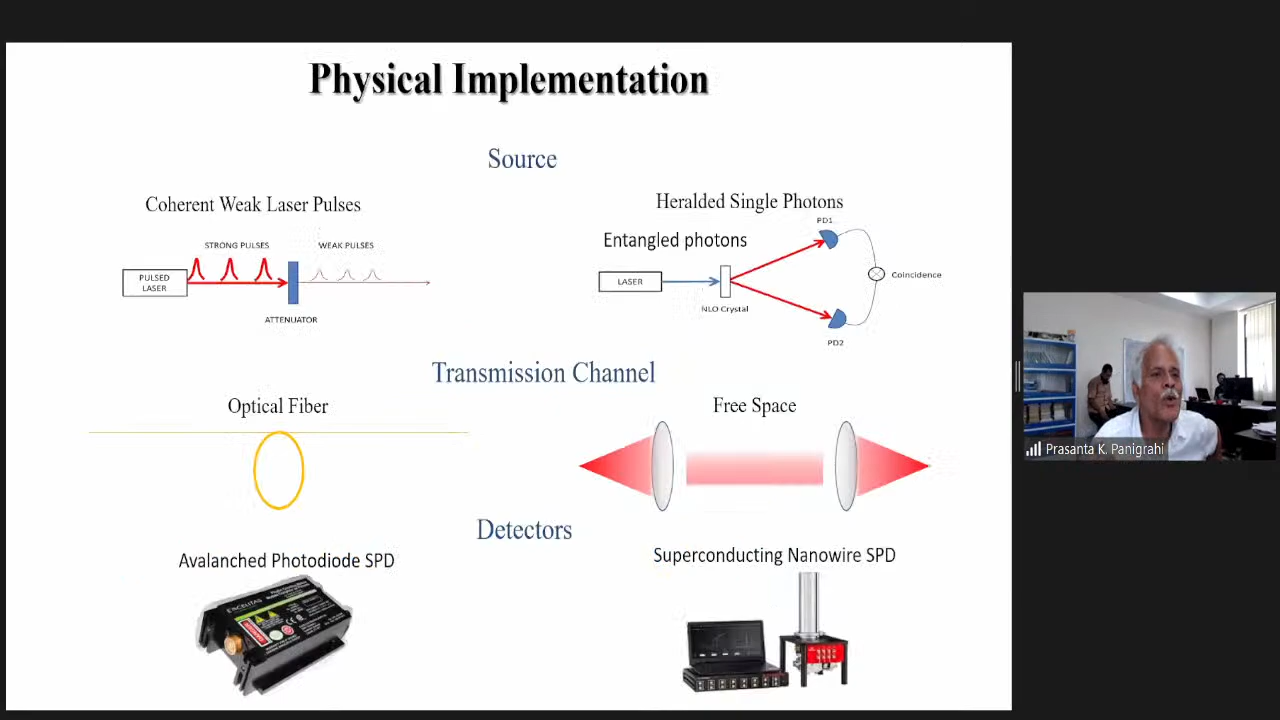 Physical Implementation
Source
Coherent Weak Laser Pulses
STRONG PULSES
WEAK PULSES
PULSED
LASER
ATTENUATOR
Heralded Single Photons
PD1
Entangled photons
LASER
Coincidence
NLO Crystal
PD2
Transmission Channel
Optical Fiber
Free Space
Detectors
Avalanched Photodiode SPD
Superconducting Nanowire SPD
EXCELITAS
Prasanta K. Panigrahi